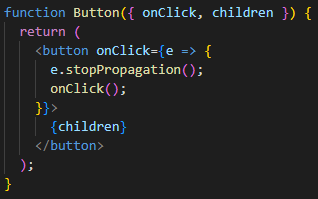 function Button({ onClick, children }) {
  return (
    <button onClick={e => {
      e.stopPropagation();
      onClick();
    }}>
      {children}
    </button>
  );
}